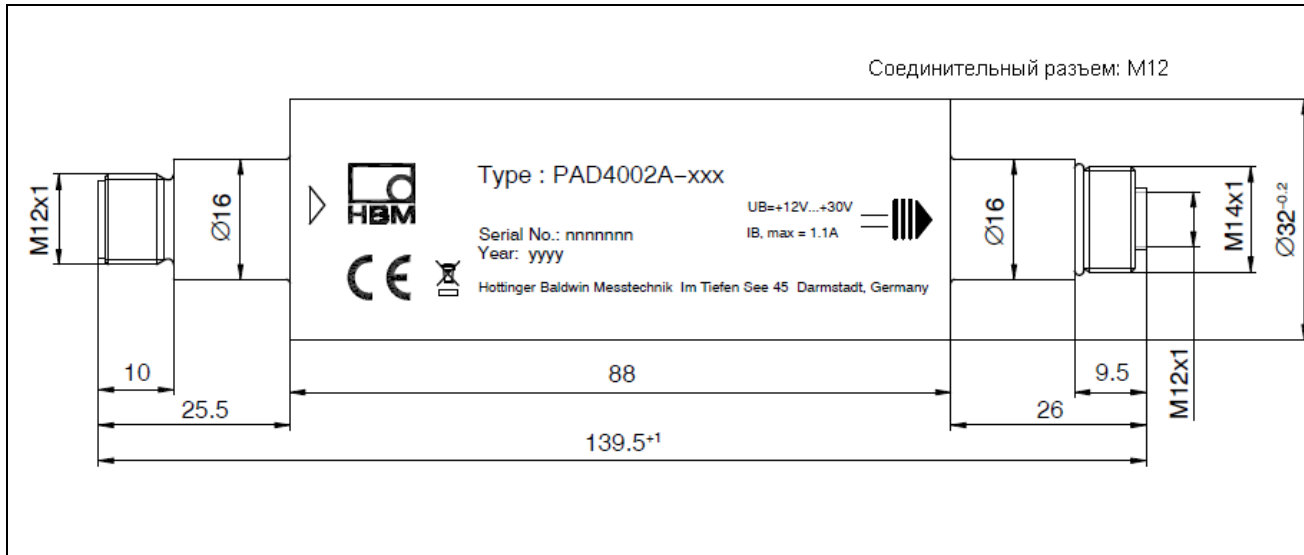 Соединительный разъем: M12
Type : PAD4002A-xxx
HBM
UB=+12V...+30V
IB, max = 1.1A
Serial No.: nnnnnnn
Year: yyyy
CE
Hottinger Baldwin Messtechnik Im Tiefen See 45 Darmstadt, Germany
M12x1
Ø16
Ø16
M14x1
Ø32-0.2
M12x1
10
88
9.5
25.5
26
139.5+1